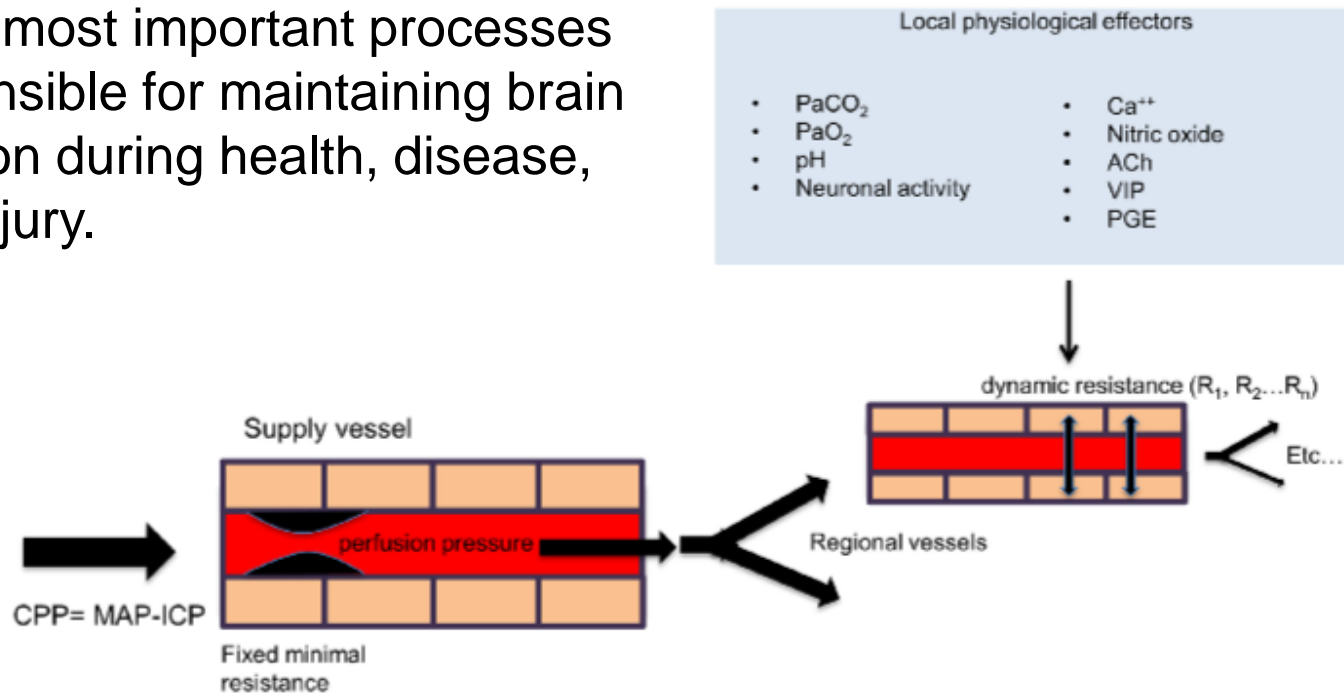 most important processes
nsible for maintaining brain
on during health, disease,
jury.
Local physiological effectors
• PaCO₂
• PaO₂
• pH
• Neuronal activity
• Ca⁺⁺
• Nitric oxide
• ACh
• VIP
• PGE
dynamic resistance (R₁, R₂...Rₙ)
Etc...
Supply vessel
perfusion pressure
Regional vessels
CPP= MAP-ICP
Fixed minimal
resistance